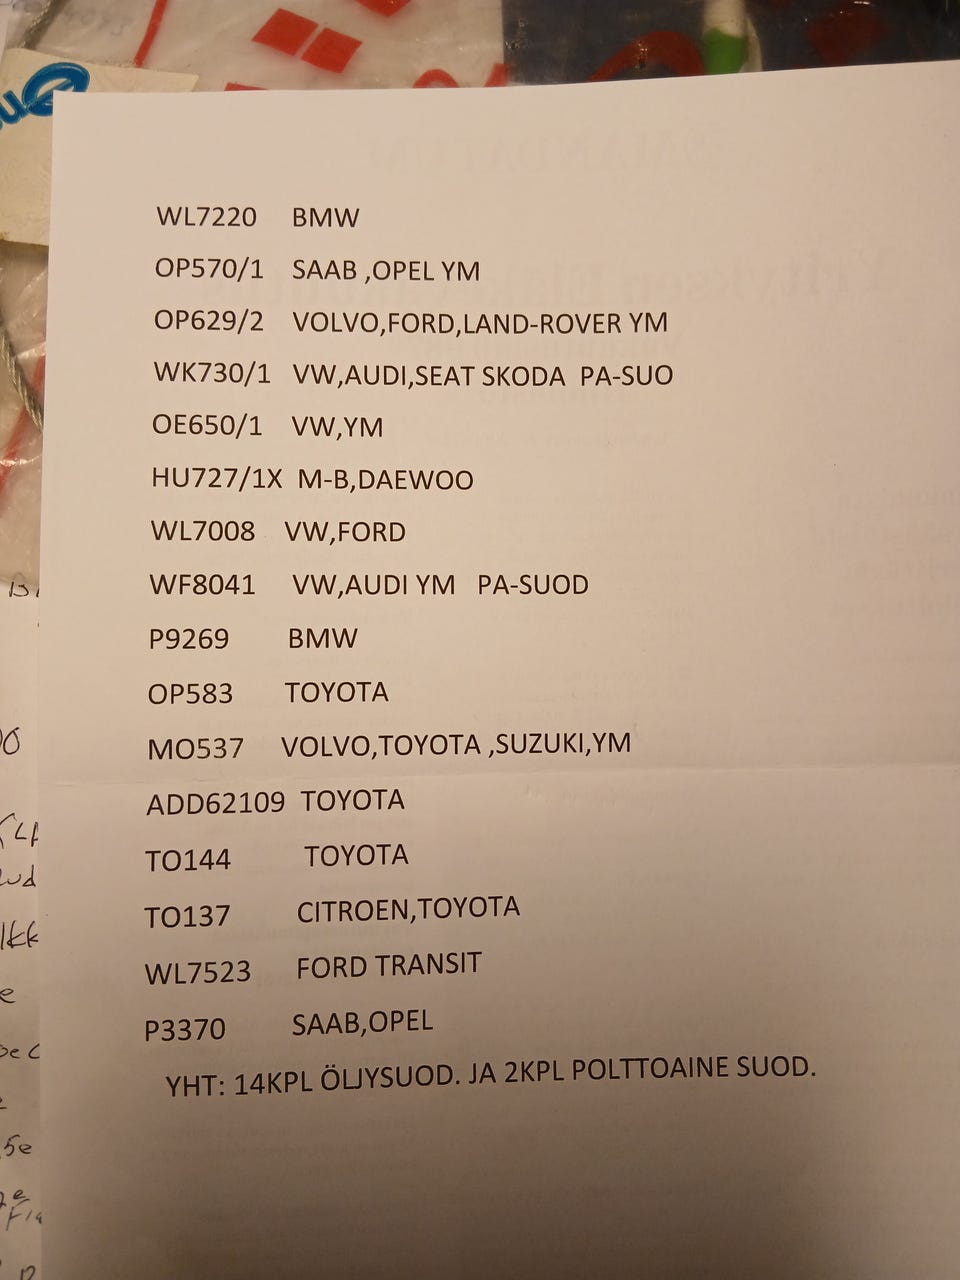 WL7220 BMW
OP570/1 SAAB ,OPEL YM
OP629/2 VOLVO,FORD,LAND-ROVER YM
WK730/1 VW,AUDI,SEAT SKODA PA-SUO
OE650/1 VW,YM
HU727/1X M-B,DAEWOO
WL7008 VW,FORD
WF8041 VW,AUDI YM PA-SUOD
P9269 BMW
OP583 TOYOTA
MO537 VOLVO,TOYOTA ,SUZUKI,YM
ADD62109 TOYOTA
TO144 TOYOTA
TO137 CITROEN,TOYOTA
WL7523 FORD TRANSIT
P3370 SAAB,OPEL
YHT: 14KPL ÖLJYSUOD. JA 2KPL POLTTOAINE SUOD.